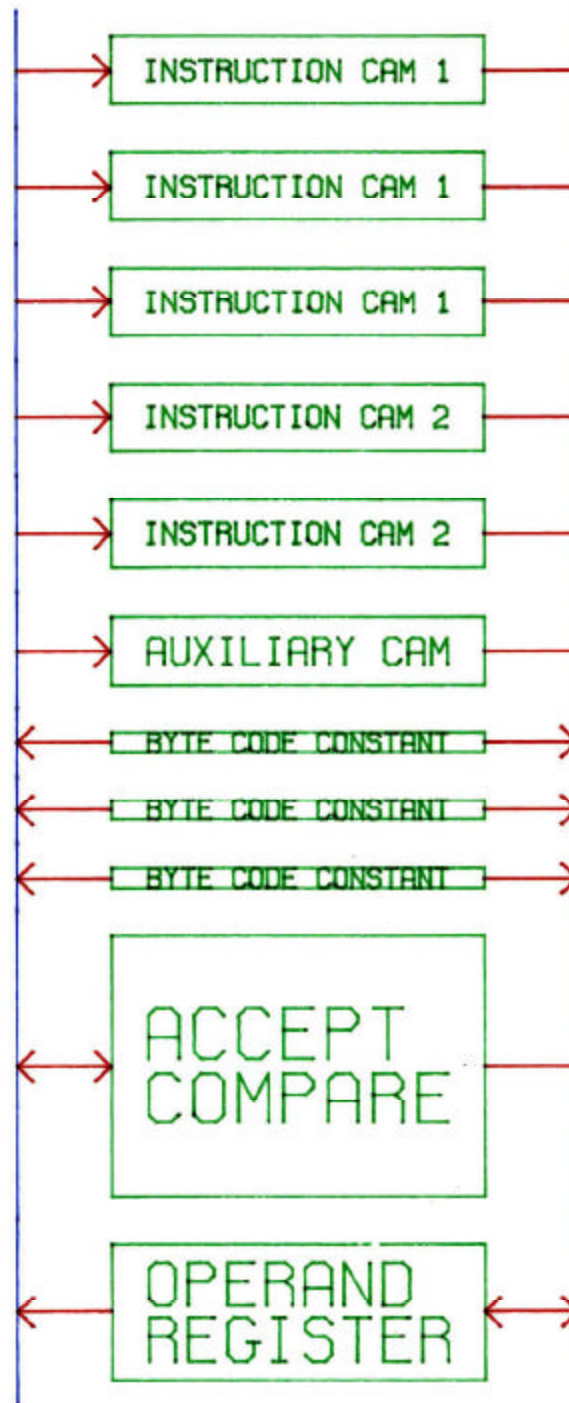 INSTRUCTION CAM 1
INSTRUCTION CAM 1
INSTRUCTION CAM 1
INSTRUCTION CAM 2
INSTRUCTION CAM 2
AUXILIARY CAM
BYTE CODE CONSTANT
BYTE CODE CONSTANT
BYTE CODE CONSTANT
ACCEPT
COMPARE
OPERAND
REGISTER